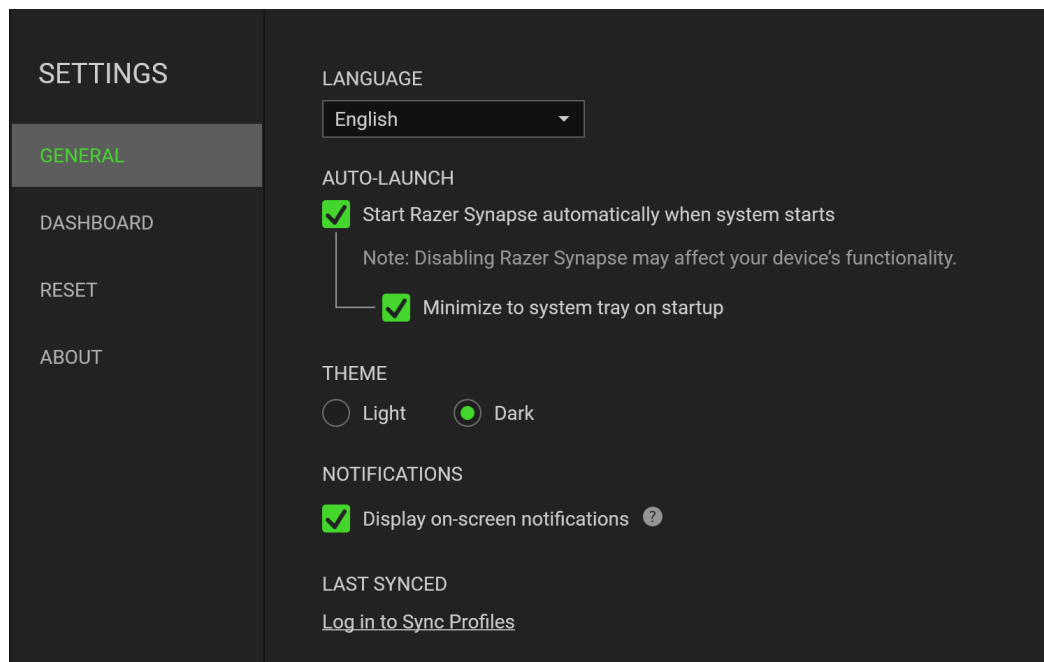 SETTINGS
GENERAL
DASHBOARD
RESET
ABOUT
LANGUAGE
English
AUTO-LAUNCH
Start Razer Synapse automatically when system starts
Note: Disabling Razer Synapse may affect your device’s functionality.
Minimize to system tray on startup
THEME
Light Dark
NOTIFICATIONS
Display on-screen notifications ?
LAST SYNCED
Log in to Sync Profiles